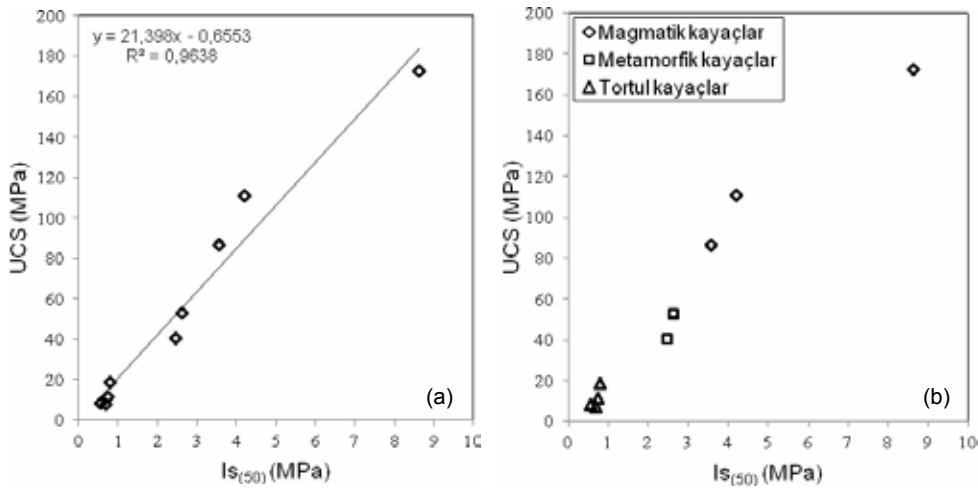 y = 21,398x - 0,6553
R² = 0,9638
200
180
160
140
120
100
80
60
40
20
0
UCS (MPa)
0 1 2 3 4 5 6 7 8 9 10
Is(50) (MPa)
(a)
Magmatik kayaçlar
Metamorfik kayaçlar
Tortul kayaçlar
200
180
160
140
120
100
80
60
40
20
0
UCS (MPa)
0 1 2 3 4 5 6 7 8 9 10
Is(50) (MPa)
(b)